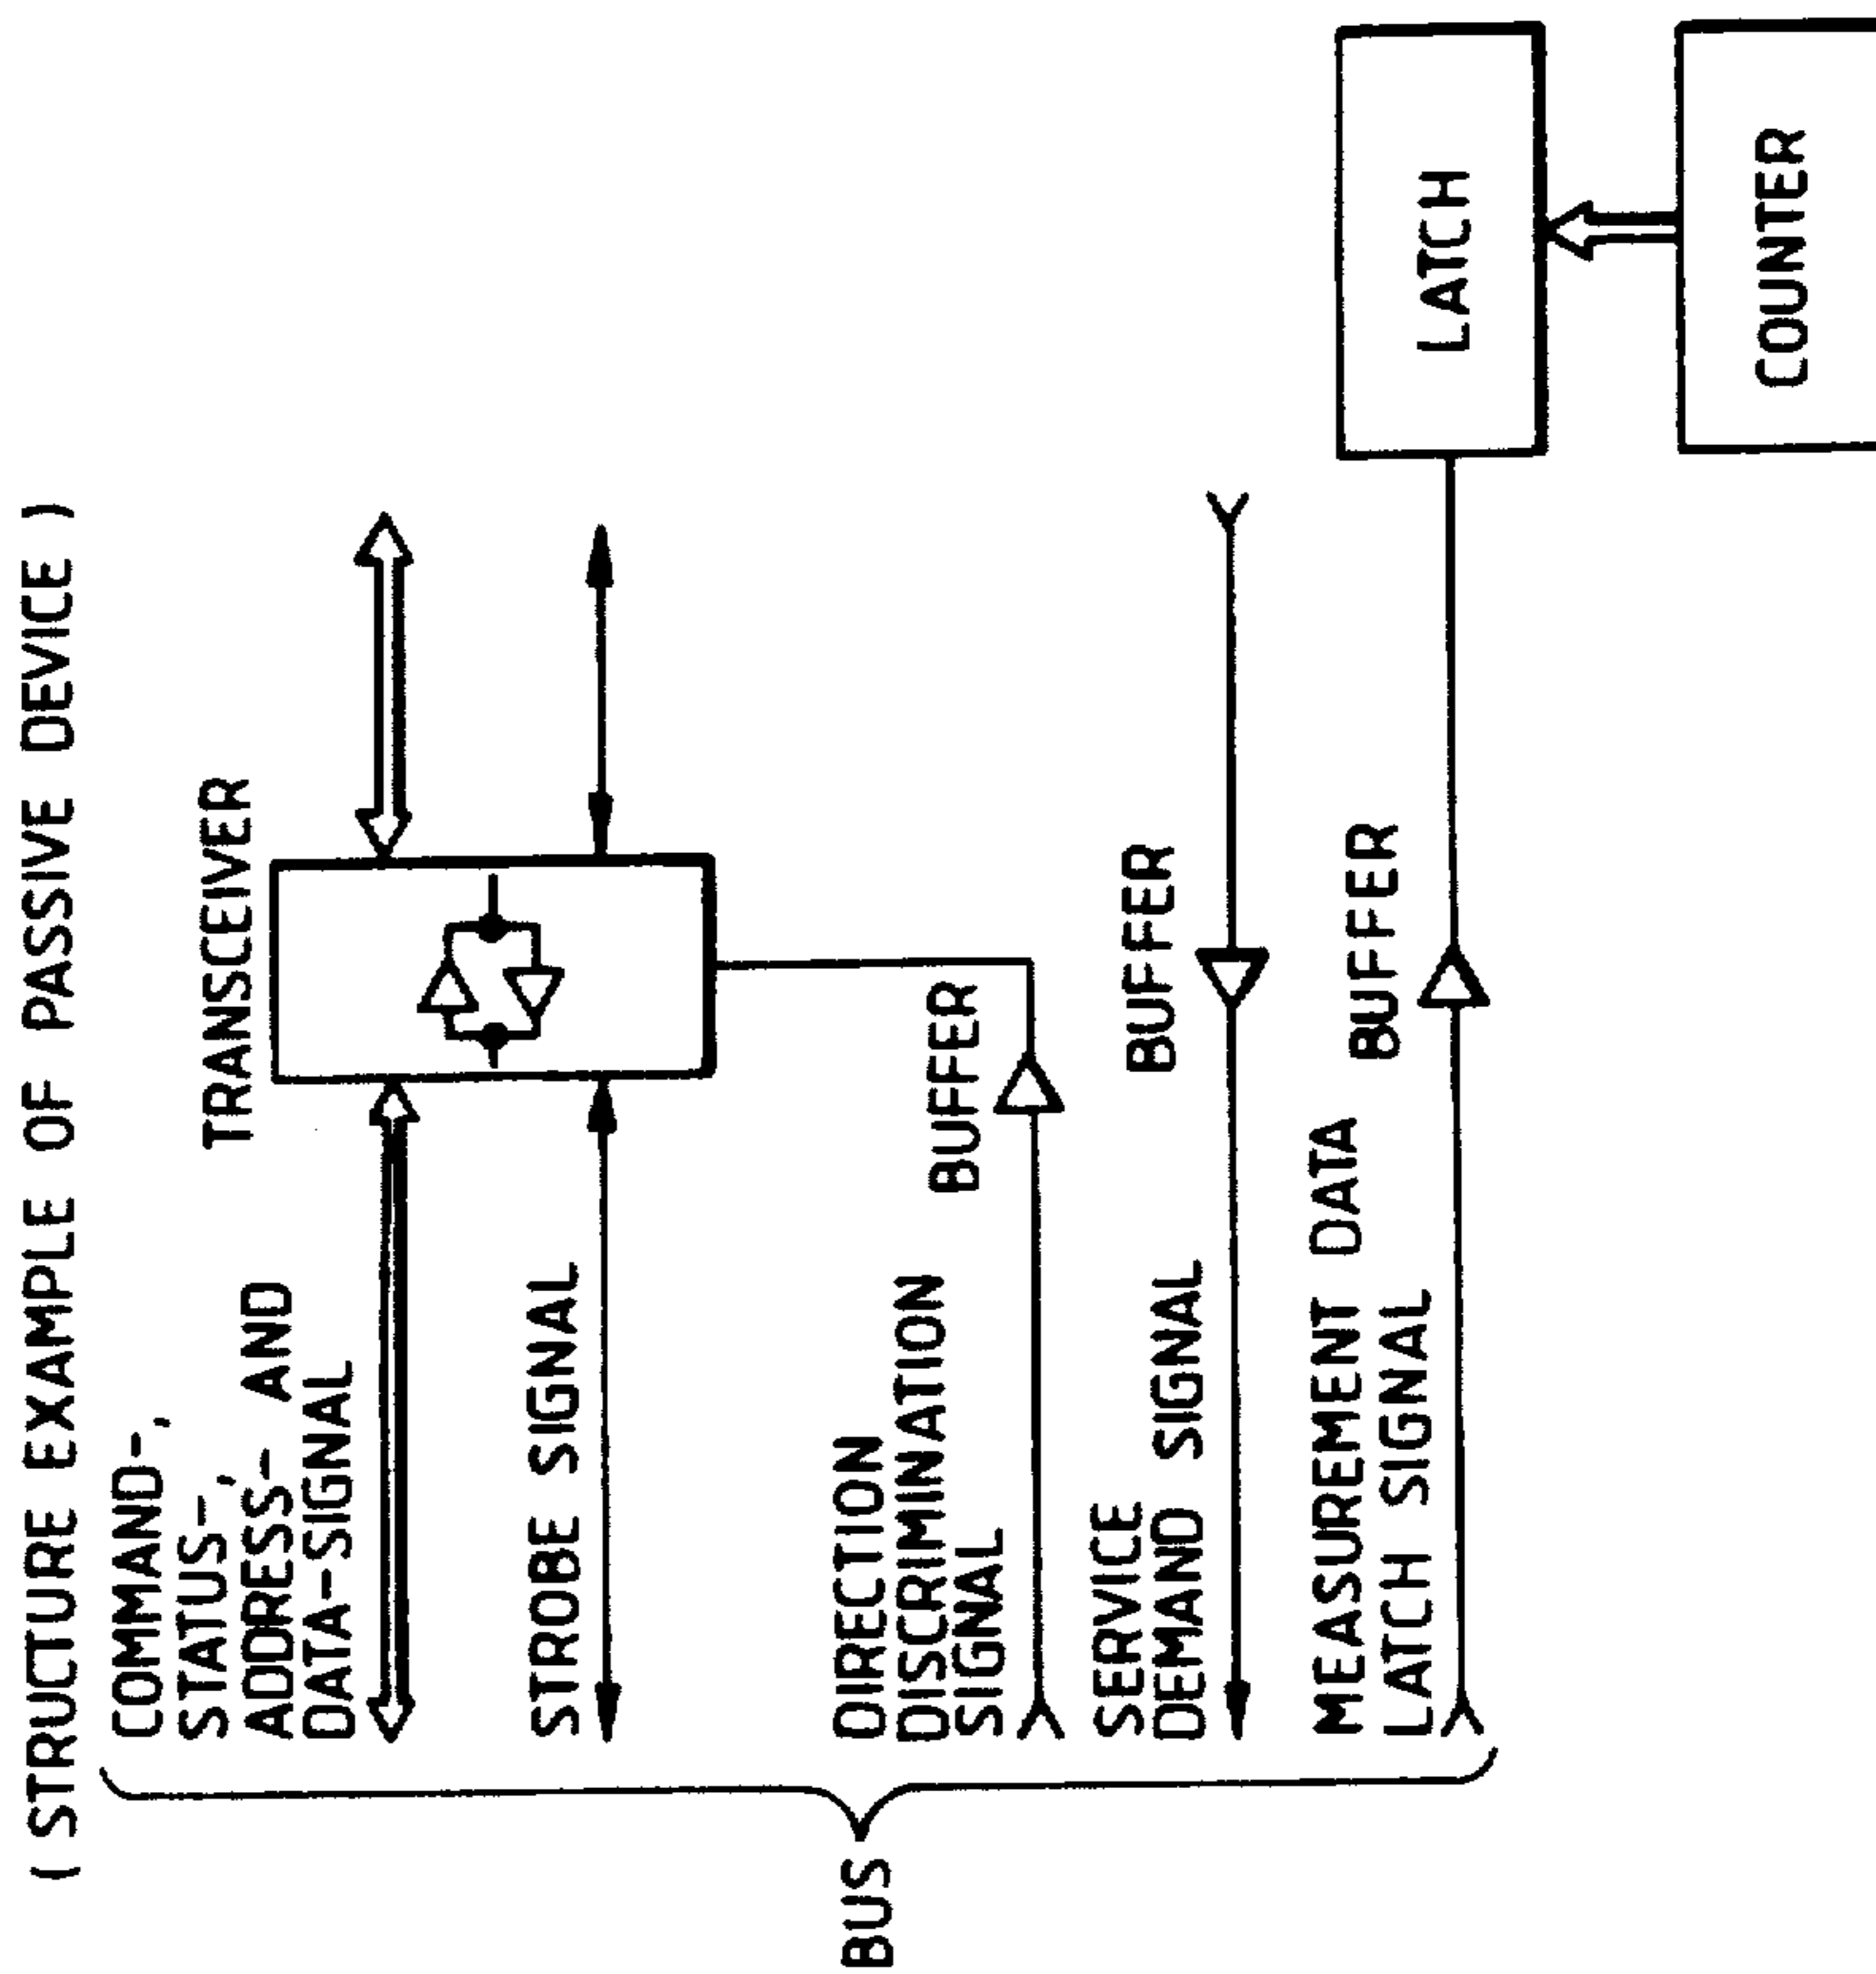 ( STRUCTURE EXAMPLE OF PASSIVE DEVICE )
TRANSCEIVER
COMMAND-,
STATUS-,
ADDRESS- AND
DATA-SIGNAL
STROBE SIGNAL
DIRECTION
DISCRIMINATION
SIGNAL
BUFFER
SERVICE
DEMAND SIGNAL
BUFFER
MEASUREMENT DATA
LATCH SIGNAL
BUFFER
BUS
LATCH
COUNTER